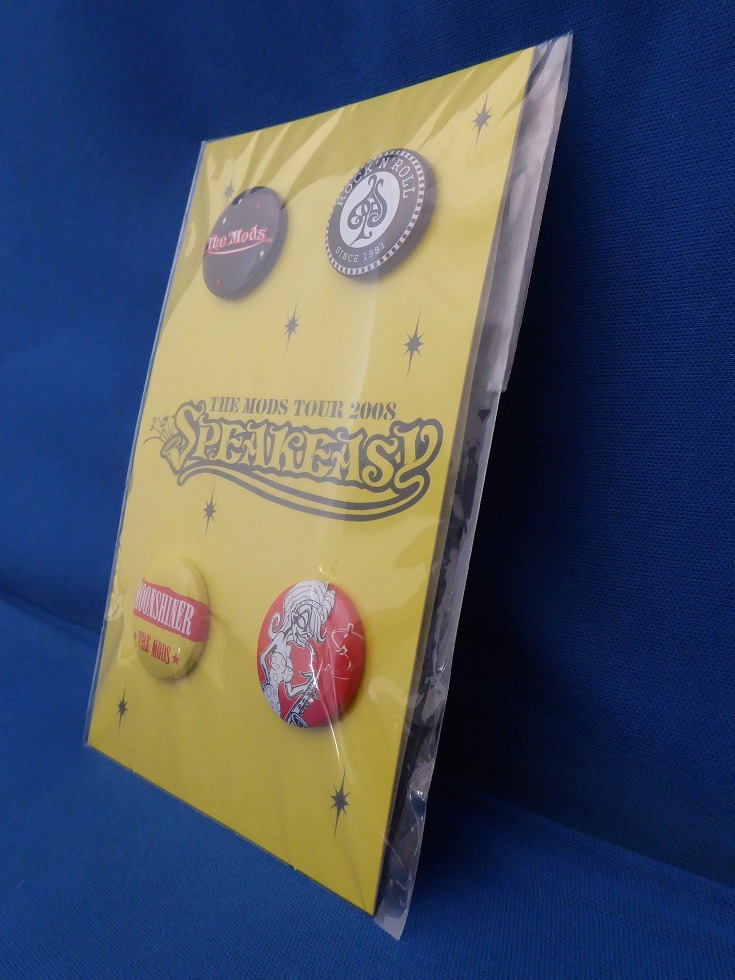 The Mods
ROCK'N'ROLL
SINCE 1981
THE MODS TOUR 2008
SPEAKEASY
MOONSHINER
THE MODS